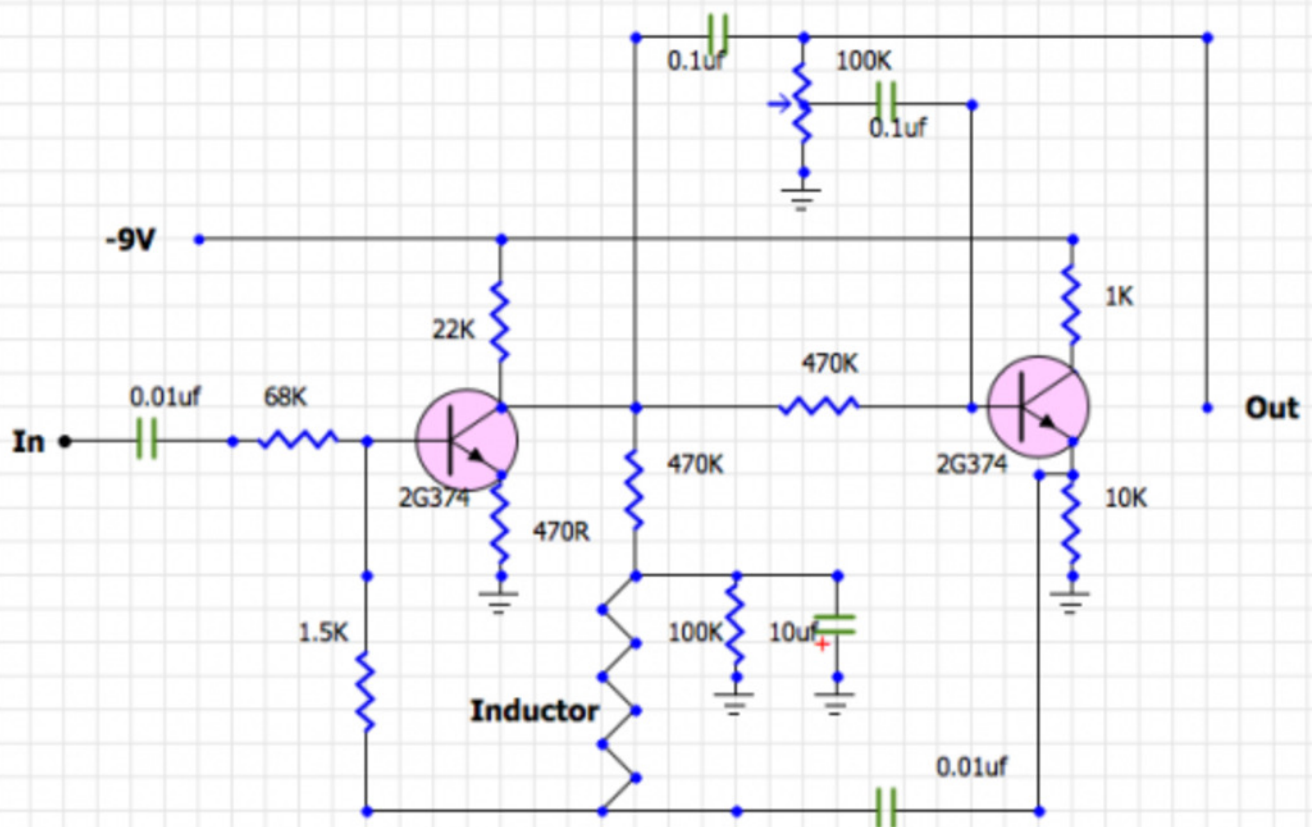 0.1uf
100K
0.1uf
-9V
1K
22K
470K
0.01uf
68K
Out
In
2G374
470K
2G374
10K
470R
1.5K
100K
10uf
+
Inductor
0.01uf